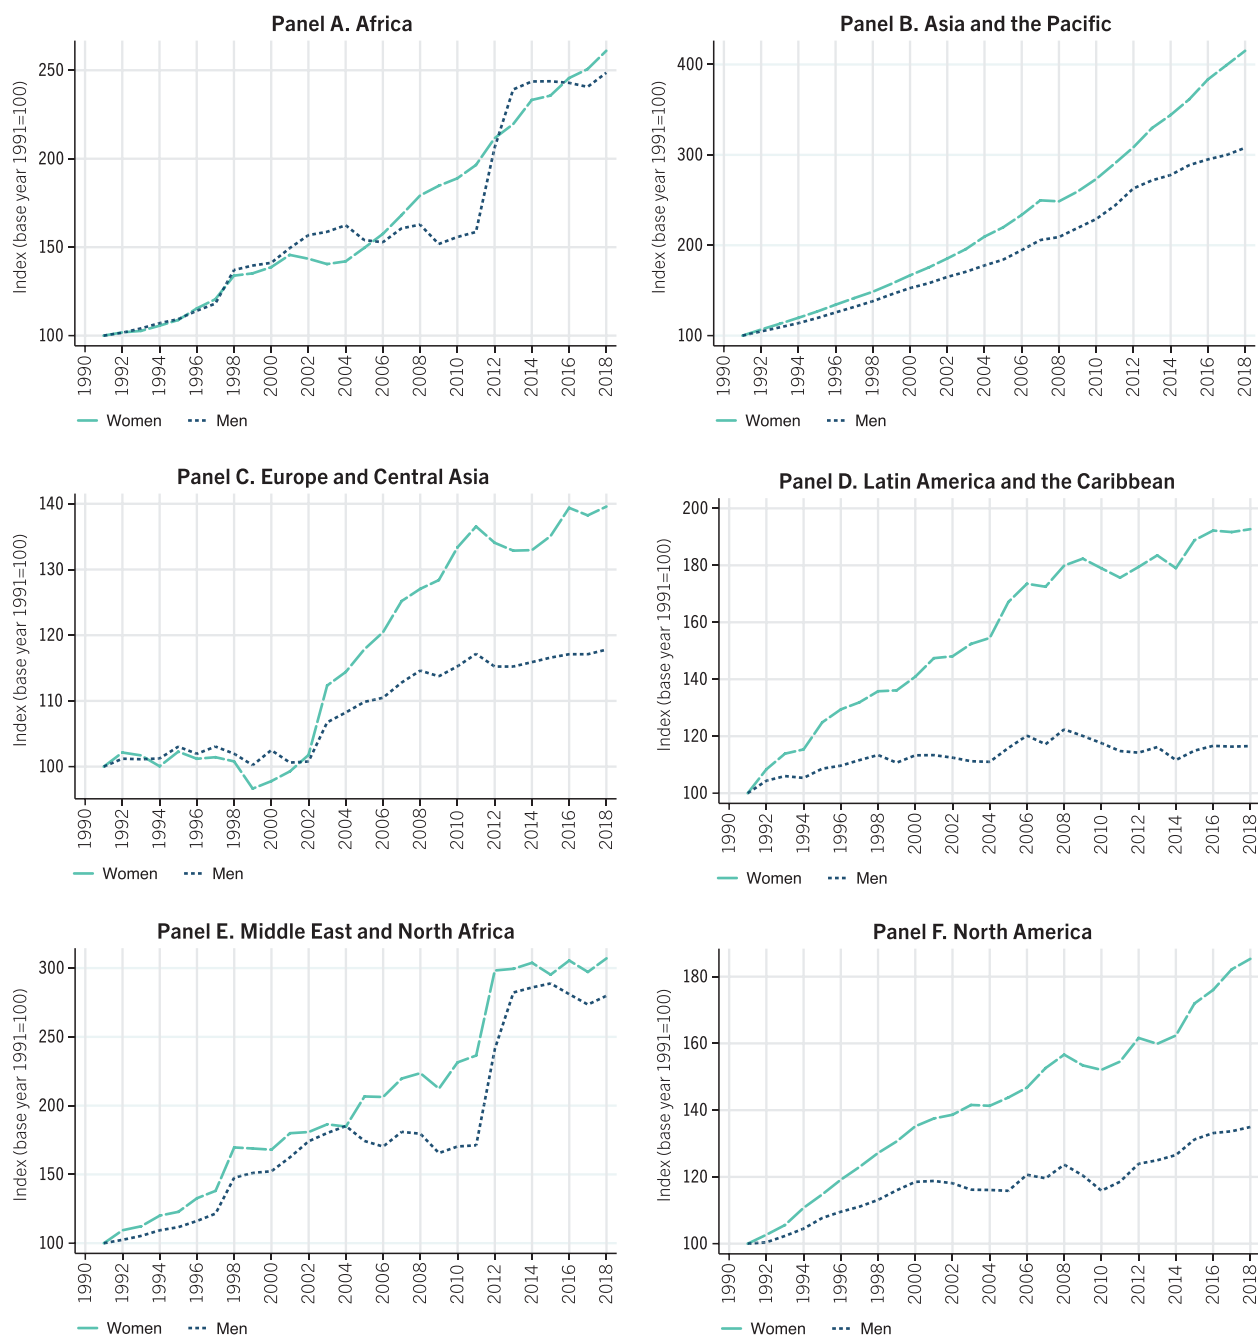 Panel A. Africa
Index (base year 1991=100)
250
200
150
100
1990 1992 1994 1996 1998 2000 2002 2004 2006 2008 2010 2012 2014 2016 2018
Women Men
Panel B. Asia and the Pacific
Index (base year 1991=100)
400
300
200
100
1990 1992 1994 1996 1998 2000 2002 2004 2006 2008 2010 2012 2014 2016 2018
Women Men
Panel C. Europe and Central Asia
Index (base year 1991=100)
140
130
120
110
100
1990 1992 1994 1996 1998 2000 2002 2004 2006 2008 2010 2012 2014 2016 2018
Women Men
Panel D. Latin America and the Caribbean
Index (base year 1991=100)
200
180
160
140
120
100
1990 1992 1994 1996 1998 2000 2002 2004 2006 2008 2010 2012 2014 2016 2018
Women Men
Panel E. Middle East and North Africa
Index (base year 1991=100)
300
250
200
150
100
1990 1992 1994 1996 1998 2000 2002 2004 2006 2008 2010 2012 2014 2016 2018
Women Men
Panel F. North America
Index (base year 1991=100)
180
160
140
120
100
1990 1992 1994 1996 1998 2000 2002 2004 2006 2008 2010 2012 2014 2016 2018
Women Men